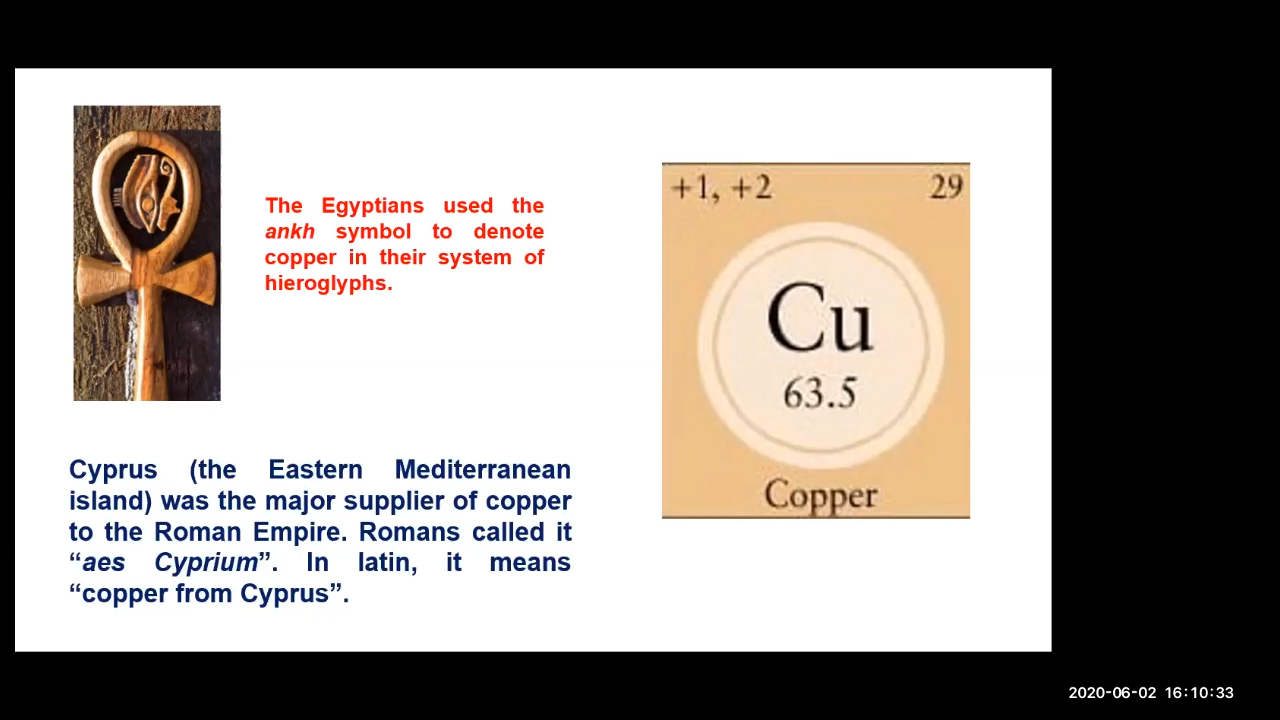 The Egyptians used the
ankh symbol to denote
copper in their system of
hieroglyphs.
+1, +2
29
Cu
63.5
Copper
Cyprus (the Eastern Mediterranean
island) was the major supplier of copper
to the Roman Empire. Romans called it
“aes Cyprium”. In latin, it means
“copper from Cyprus”.
2020-06-02 16:10:33